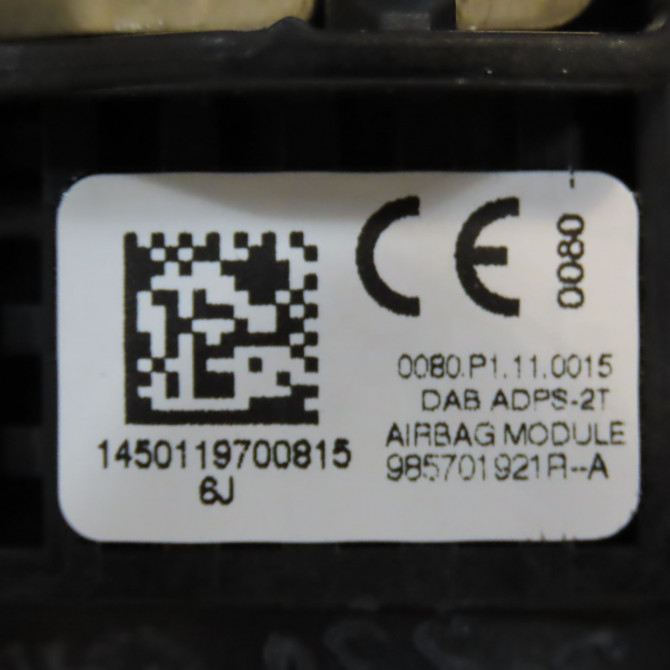 CE 0080
0080.P1.11.0015
DAB ADPS-2T
AIRBAG MODULE
985701921R--A
1450119700815
6J